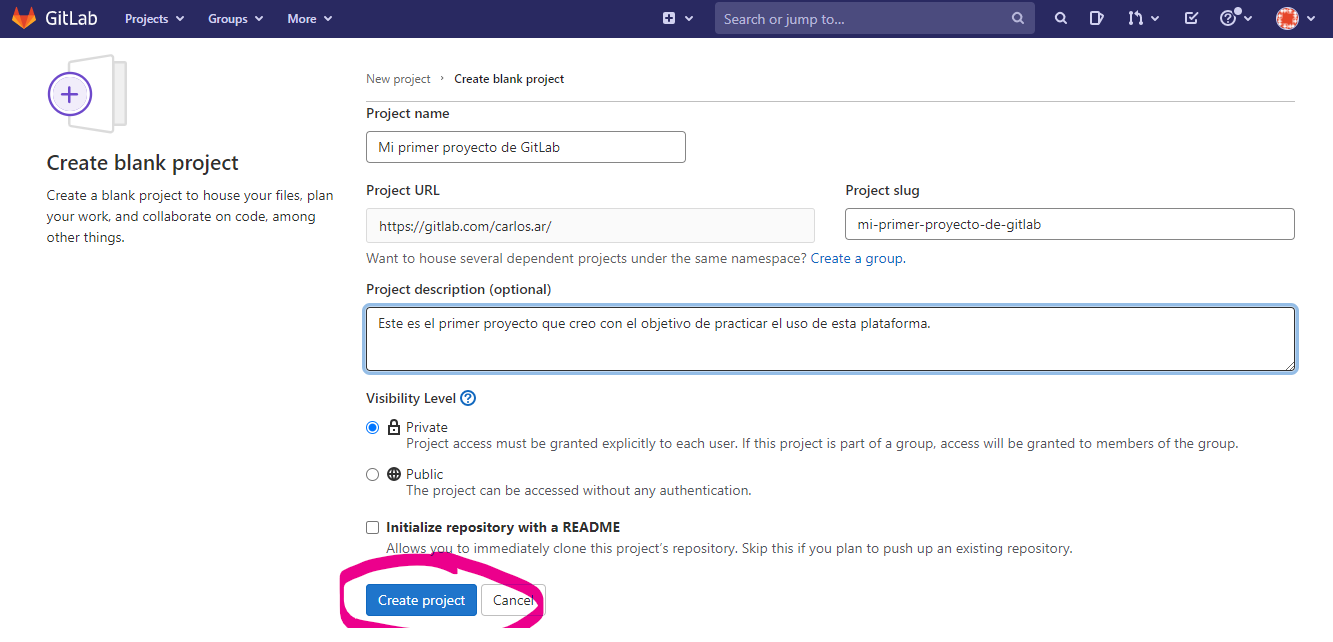 GitLab Projects Groups More Search or jump to...
New project › Create blank project
Project name
Mi primer proyecto de GitLab
Create blank project
Create a blank project to house your files, plan
your work, and collaborate on code, among
other things.
Project URL Project slug
https://gitlab.com/carlos.ar/ mi-primer-proyecto-de-gitlab
Want to house several dependent projects under the same namespace? Create a group.
Project description (optional)
Este es el primer proyecto que creo con el objetivo de practicar el uso de esta plataforma.
Visibility Level
Private
Project access must be granted explicitly to each user. If this project is part of a group, access will be granted to members of the group.
Public
The project can be accessed without any authentication.
Initialize repository with a README
Allows you to immediately clone this project's repository. Skip this if you plan to push up an existing repository.
Create project Cancel